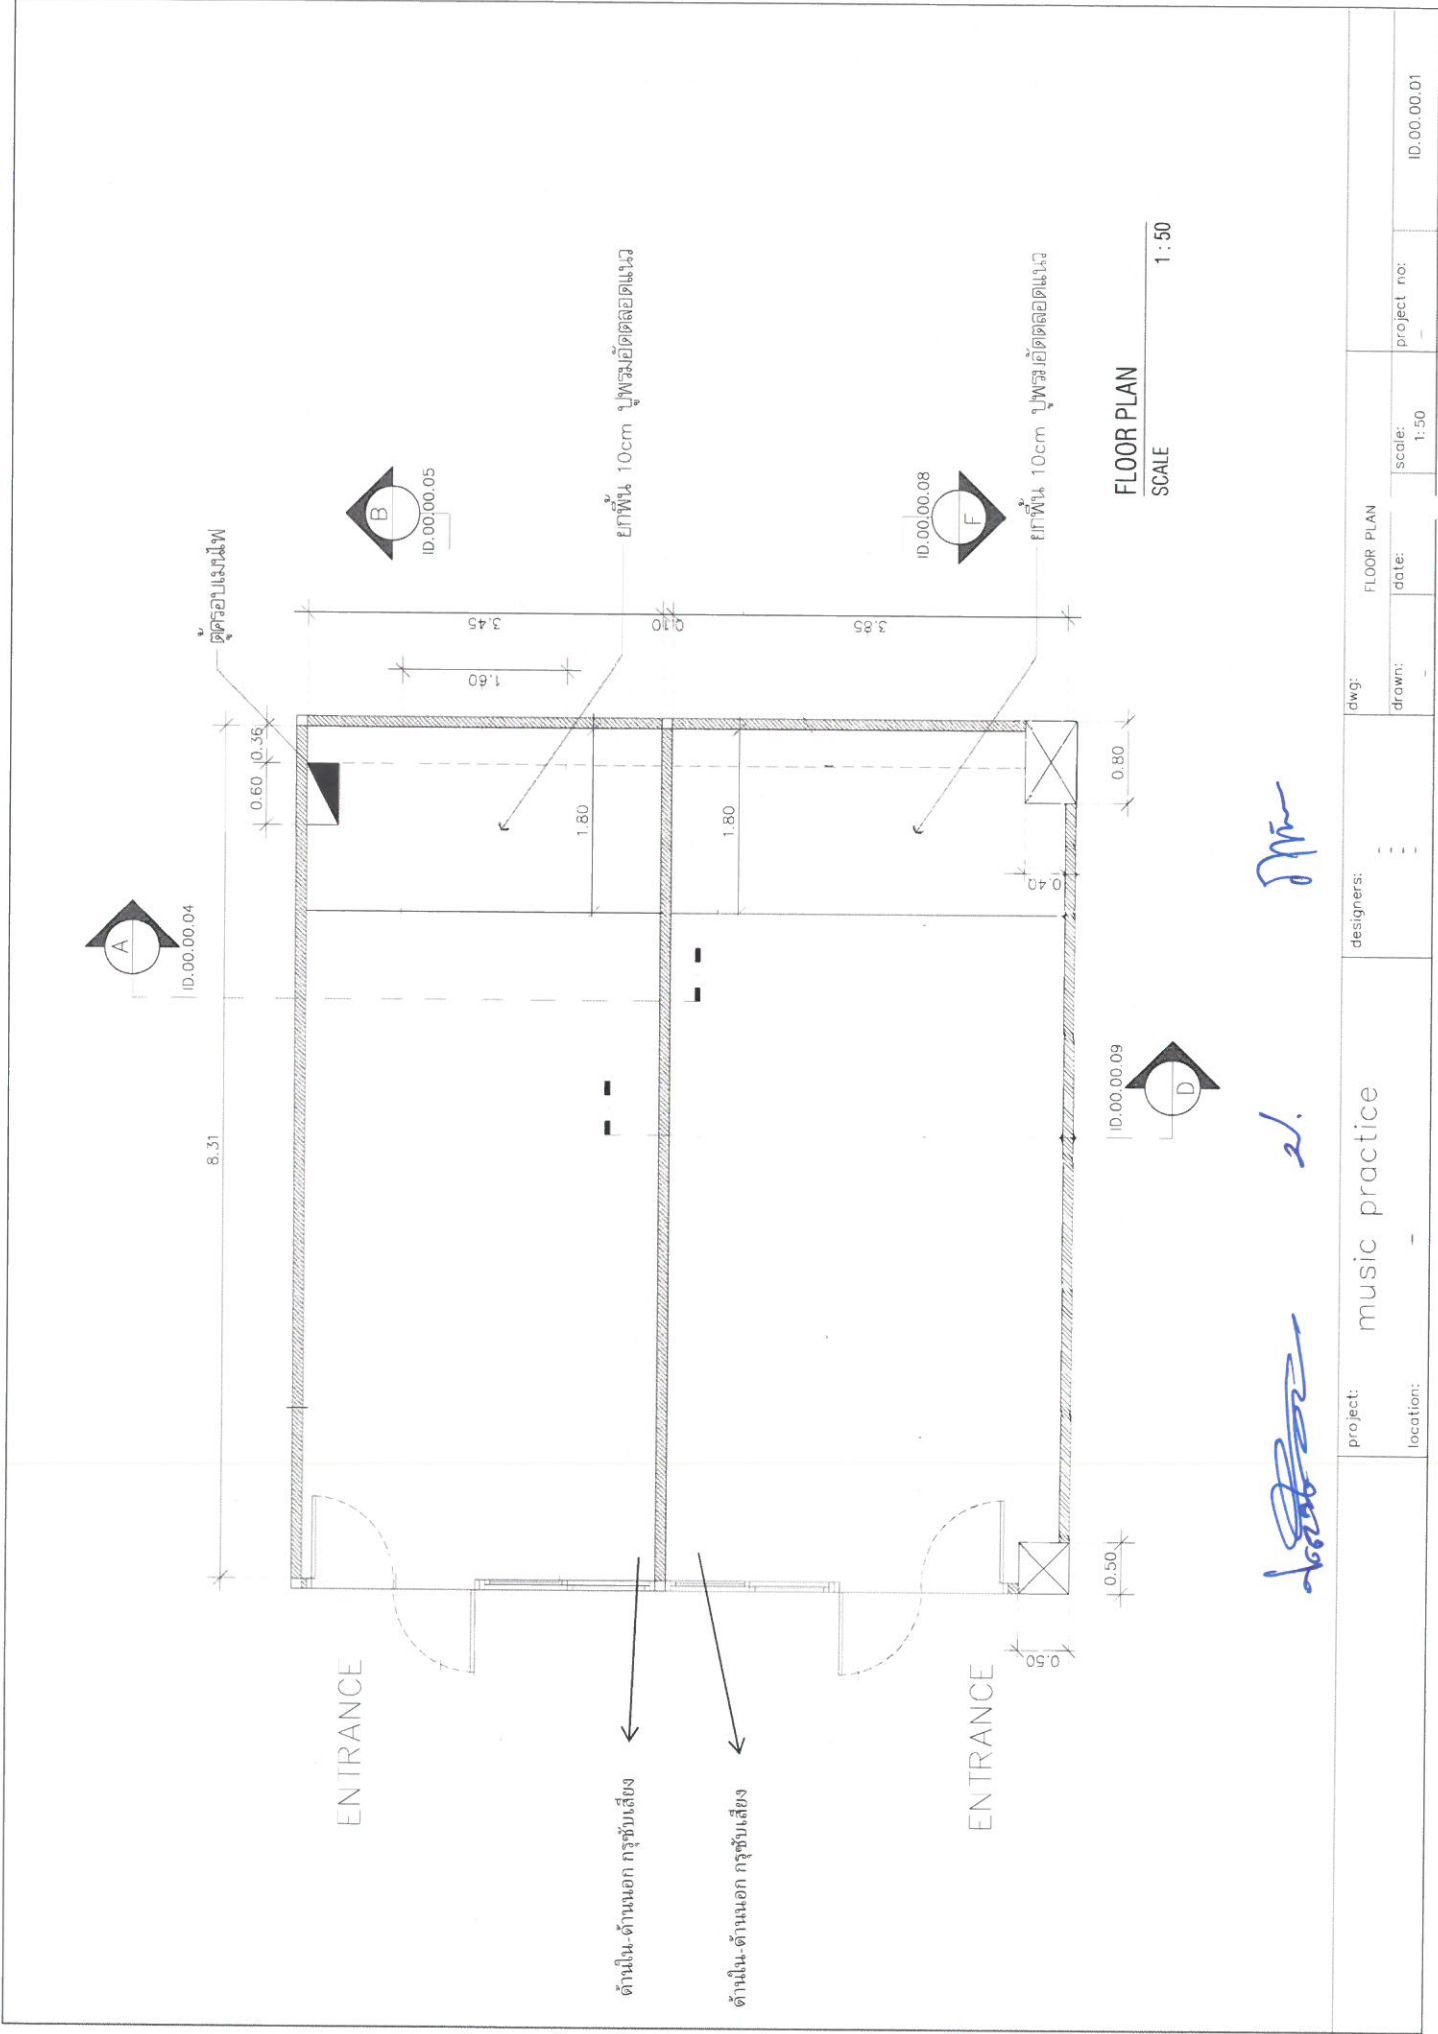 ตู้ครอบเมนไฟ
A
ID.00.00.04
B
ID.00.00.05
8.31
0.60
0.36
1.60
3.45
0.10
3.85
ยกพื้น 10cm ปูพรมอัดตลอดแนว
1.80
1.80
ID.00.00.08
F
ยกพื้น 10cm ปูพรมอัดตลอดแนว
0.40
0.80
ENTRANCE
ด้านใน-ด้านนอก กรุซับเสียง
ด้านใน-ด้านนอก กรุซับเสียง
ENTRANCE
0.50
0.50
ID.00.00.09
D
FLOOR PLAN
SCALE 1 : 50
project:
music practice
location: -
designers:
dwg:
FLOOR PLAN
drawn: -
date:
scale:
1:50
project no:
-
ID.00.00.01